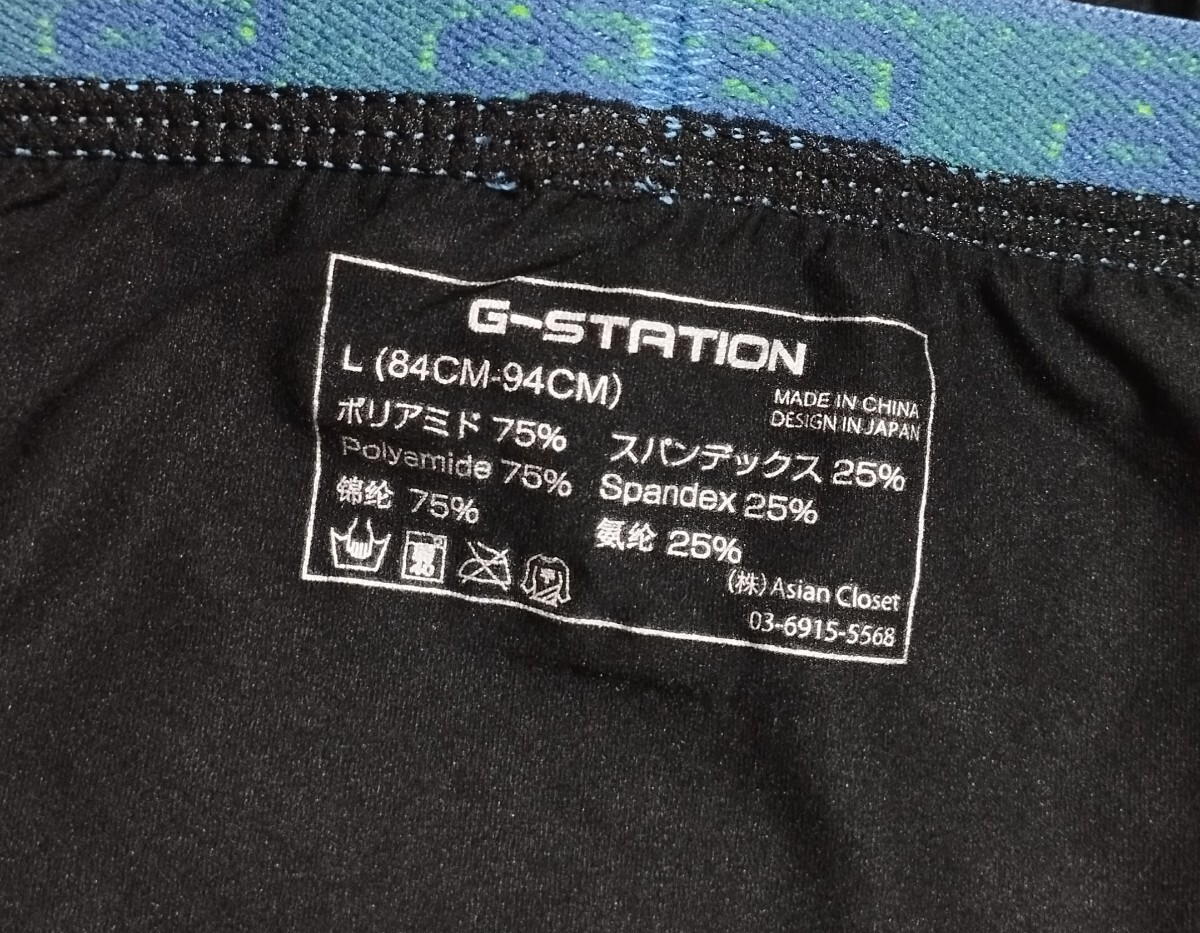 G-STATION
L (84CM-94CM)
MADE IN CHINA
DESIGN IN JAPAN
ポリアミド 75%
Polyamide 75%
锦纶 75%
スパンデックス 25%
Spandex 25%
氨纶 25%
(株)Asian Closet
03-6915-5568